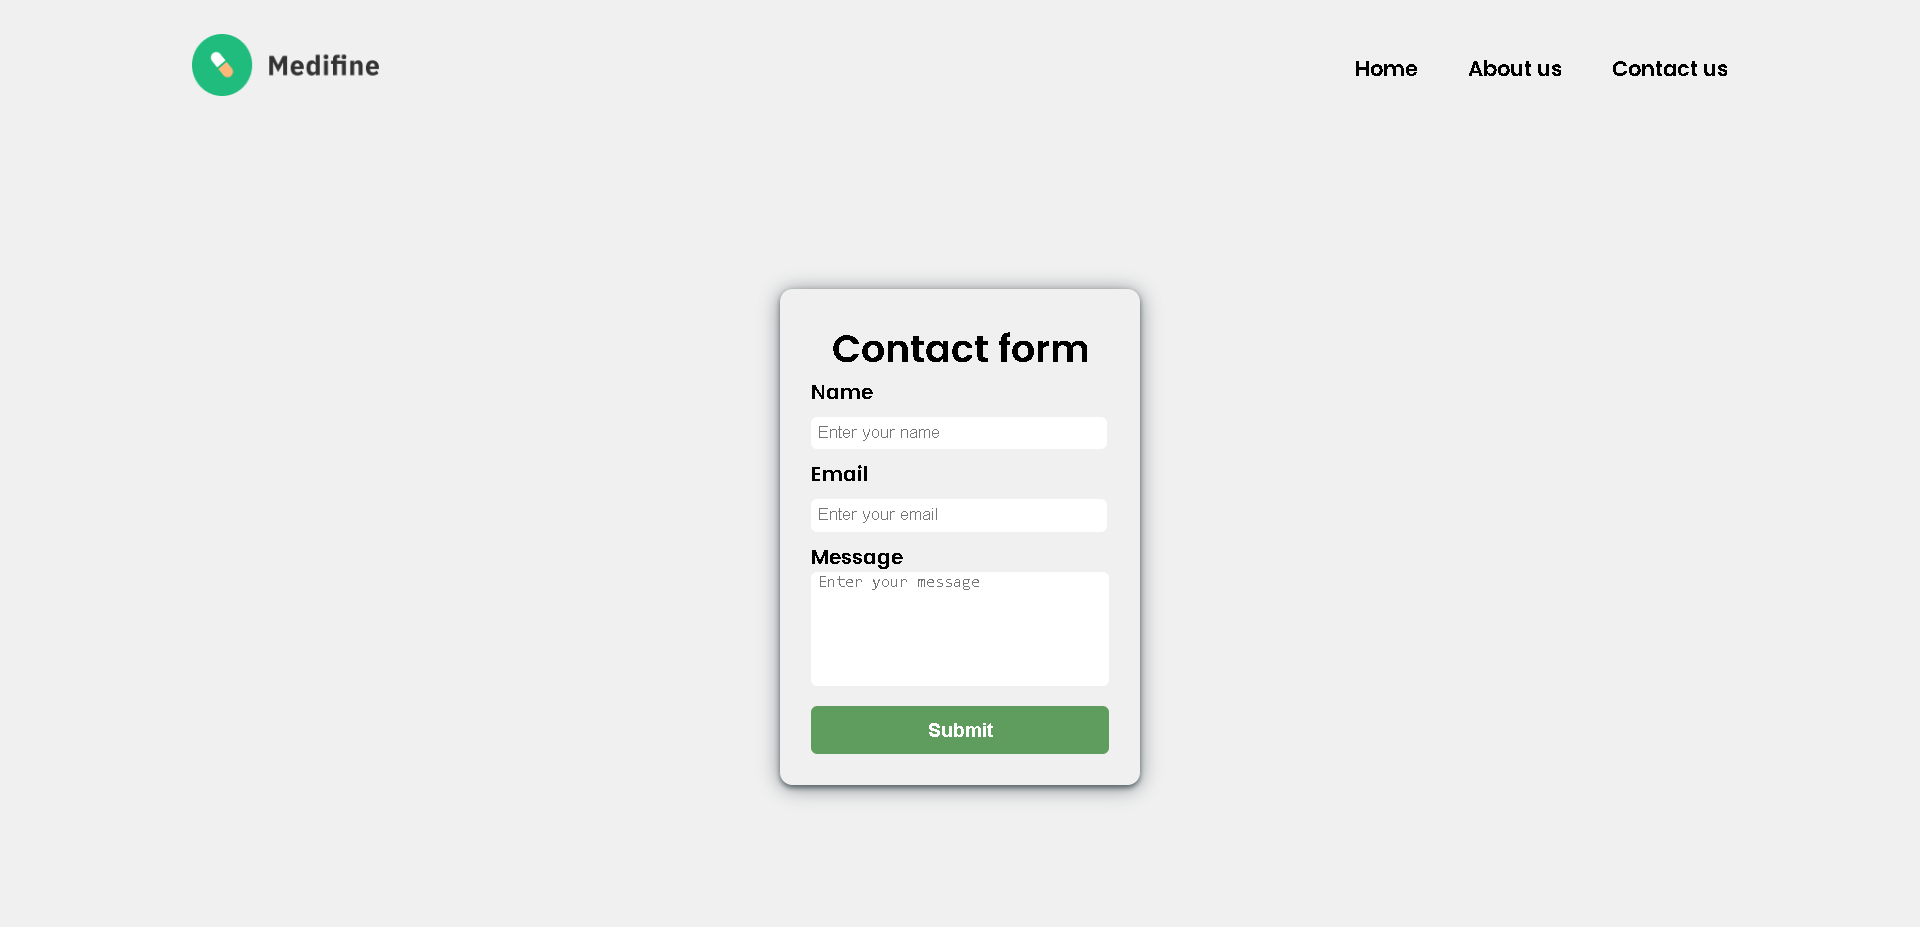 Medifine
Home About us Contact us
Contact form
Name
Enter your name
Email
Enter your email
Message
Enter your message
Submit